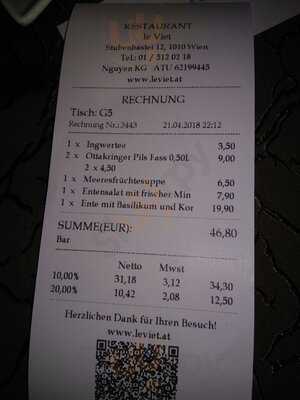 RESTAURANT
le Viet
Stubenbastei 12, 1010 Wien
Tel.: 01 / 512 02 18
Nguyen KG ATU 62199445
www.leviet.at
RECHNUNG
Tisch: G5
Rechnung Nr.: 3443 21.04.2018 22:12
1 x Ingwertee 3,50
2 x Ottakringer Pils Fass 0,50L 9,00
2 x 4,50
1 x Meeresfrüchtesuppe 6,50
1 x Entensalat mit frischer Min 7,90
1 x Ente mit Basilikum und Kor 19,90
SUMME(EUR): 46,80
Bar
Netto Mwst
10,00% 31,18 3,12 34,30
20,00% 10,42 2,08 12,50
Herzlichen Dank für Ihren Besuch!
www.leviet.at